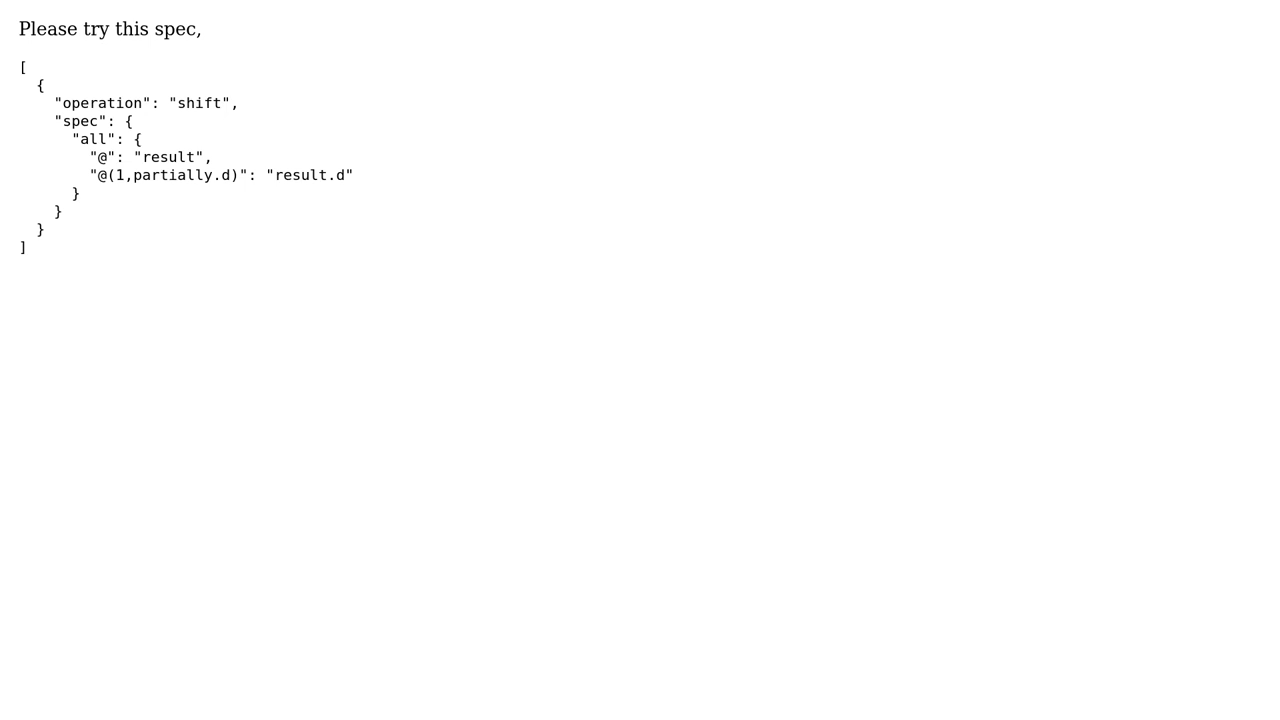 Please try this spec,
[
  {
    "operation": "shift",
    "spec": {
      "all": {
        "@": "result",
        "@(1,partially.d)": "result.d"
      }
    }
  }
]